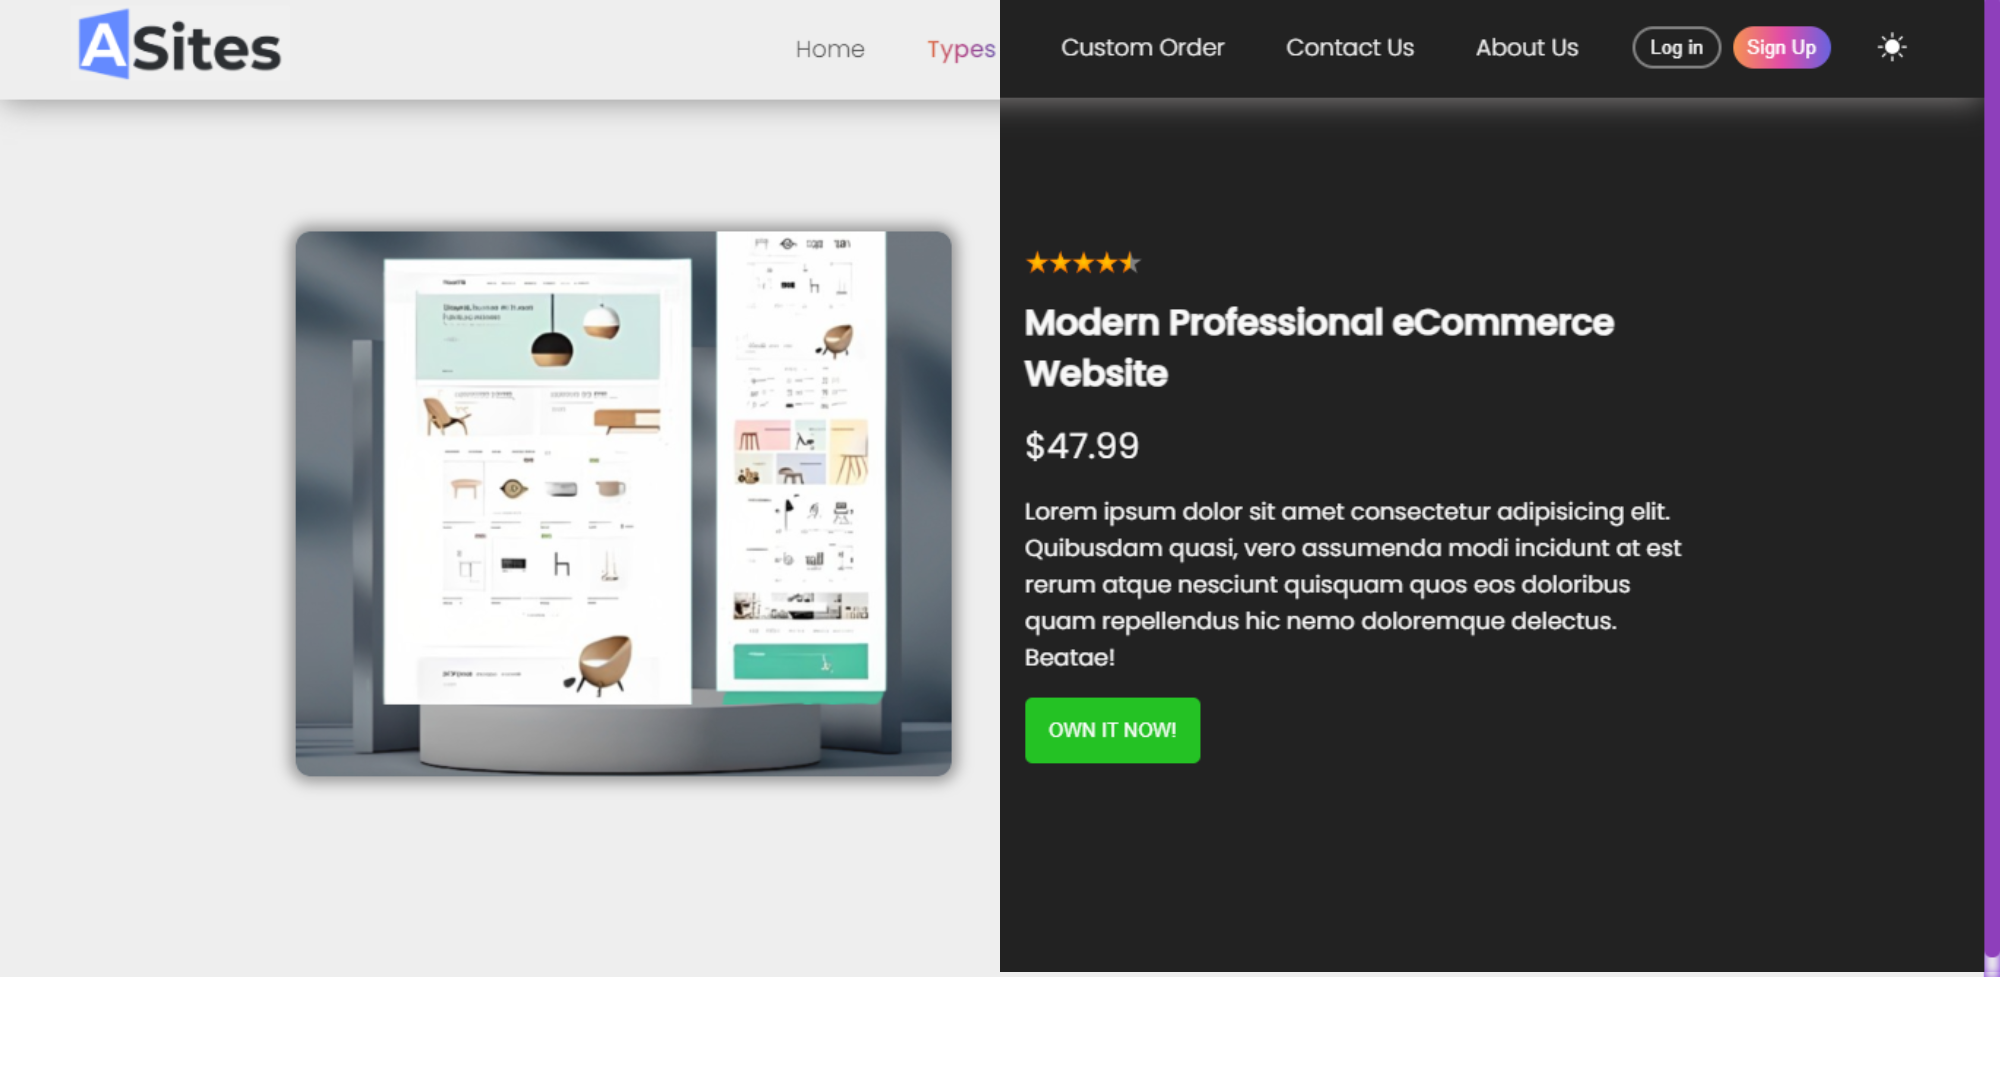 ASites
Home Types Custom Order Contact Us About Us Log in Sign Up
Modern Professional eCommerce
Website
$47.99
Lorem ipsum dolor sit amet consectetur adipisicing elit.
Quibusdam quasi, vero assumenda modi incidunt at est
rerum atque nesciunt quisquam quos eos doloribus
quam repellendus hic nemo doloremque delectus.
Beatae!
OWN IT NOW!